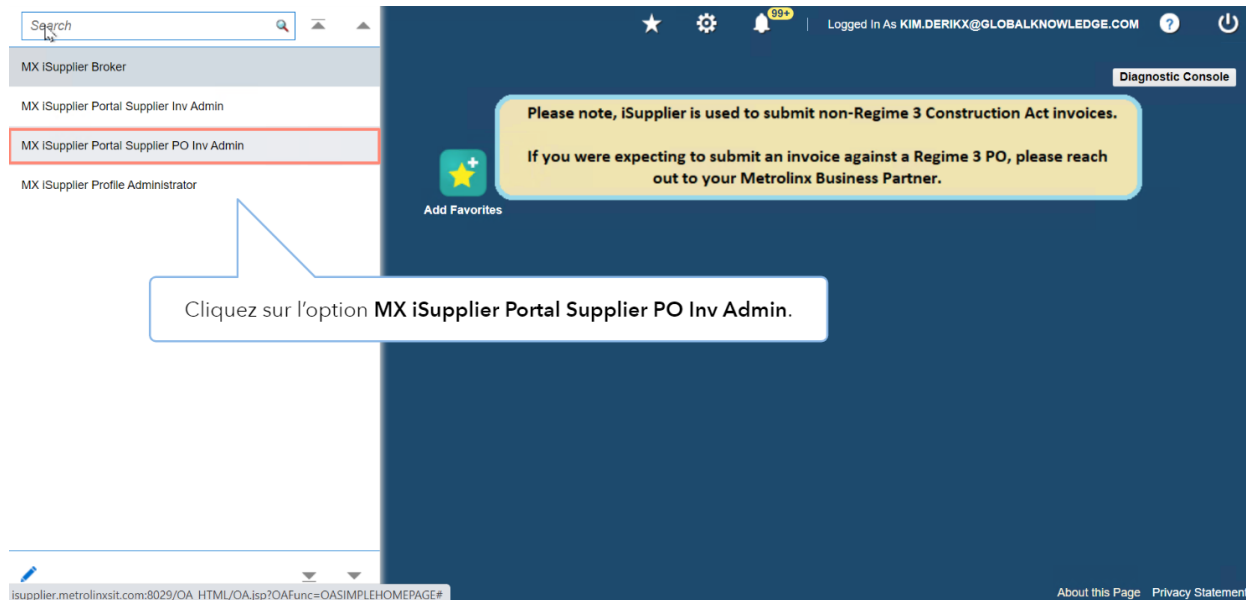 Search
99+
Logged In As KIM.DERIKX@GLOBALKNOWLEDGE.COM
?
MX iSupplier Broker
Diagnostic Console
MX iSupplier Portal Supplier Inv Admin
Please note, iSupplier is used to submit non-Regime 3 Construction Act invoices.
MX iSupplier Portal Supplier PO Inv Admin
If you were expecting to submit an invoice against a Regime 3 PO, please reach
out to your Metrolinx Business Partner.
MX iSupplier Profile Administrator
Add Favorites
Cliquez sur l'option MX iSupplier Portal Supplier PO Inv Admin.
isupplier.metrolinxsit.com:8029/OA_HTML/OA.jsp?OAFunc=OASIMPLEHOMEPAGE#
About this Page Privacy Statement